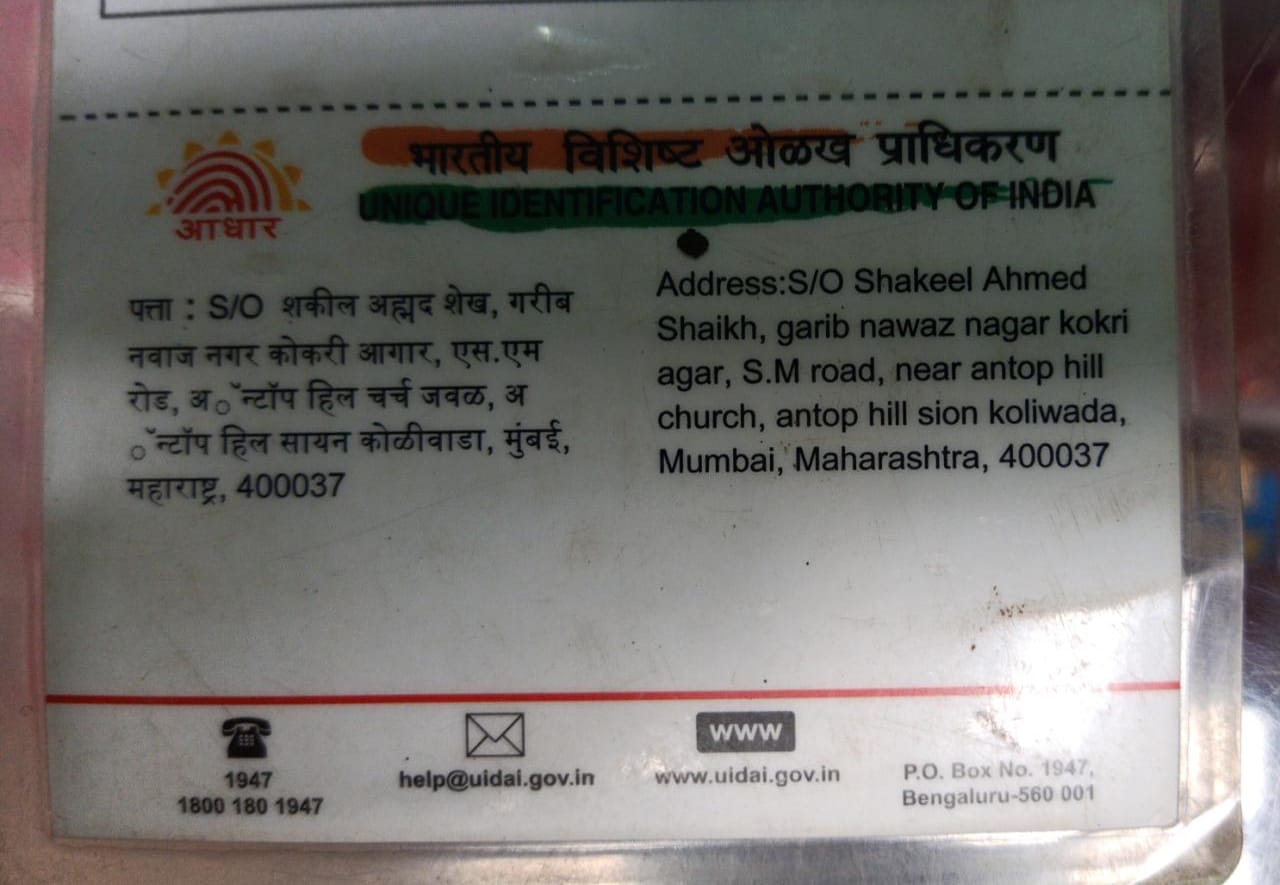 आधार
भारतीय विशिष्ट ओळख प्राधिकरण
UNIQUE IDENTIFICATION AUTHORITY OF INDIA
पत्ता : S/O शकील अह्मद शेख, गरीब
नवाज नगर कोकरी आगार, एस.एम
रोड, अ ॅन्टॉप हिल चर्च जवळ, अ
ॅन्टॉप हिल सायन कोळीवाडा, मुंबई,
महाराष्ट्र, 400037
Address:S/O Shakeel Ahmed
Shaikh, garib nawaz nagar kokri
agar, S.M road, near antop hill
church, antop hill sion koliwada,
Mumbai, Maharashtra, 400037
1947
1800 180 1947
help@uidai.gov.in
www
www.uidai.gov.in
P.O. Box No. 1947,
Bengaluru-560 001